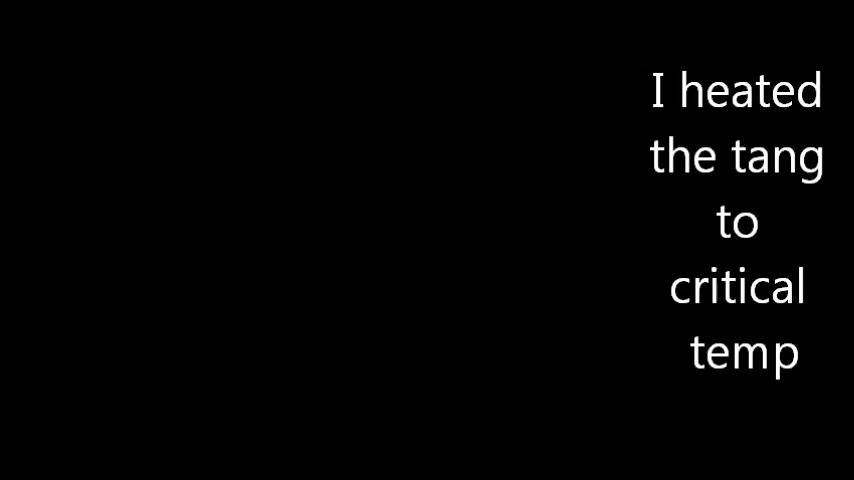 I heated
the tang
to
critical
temp